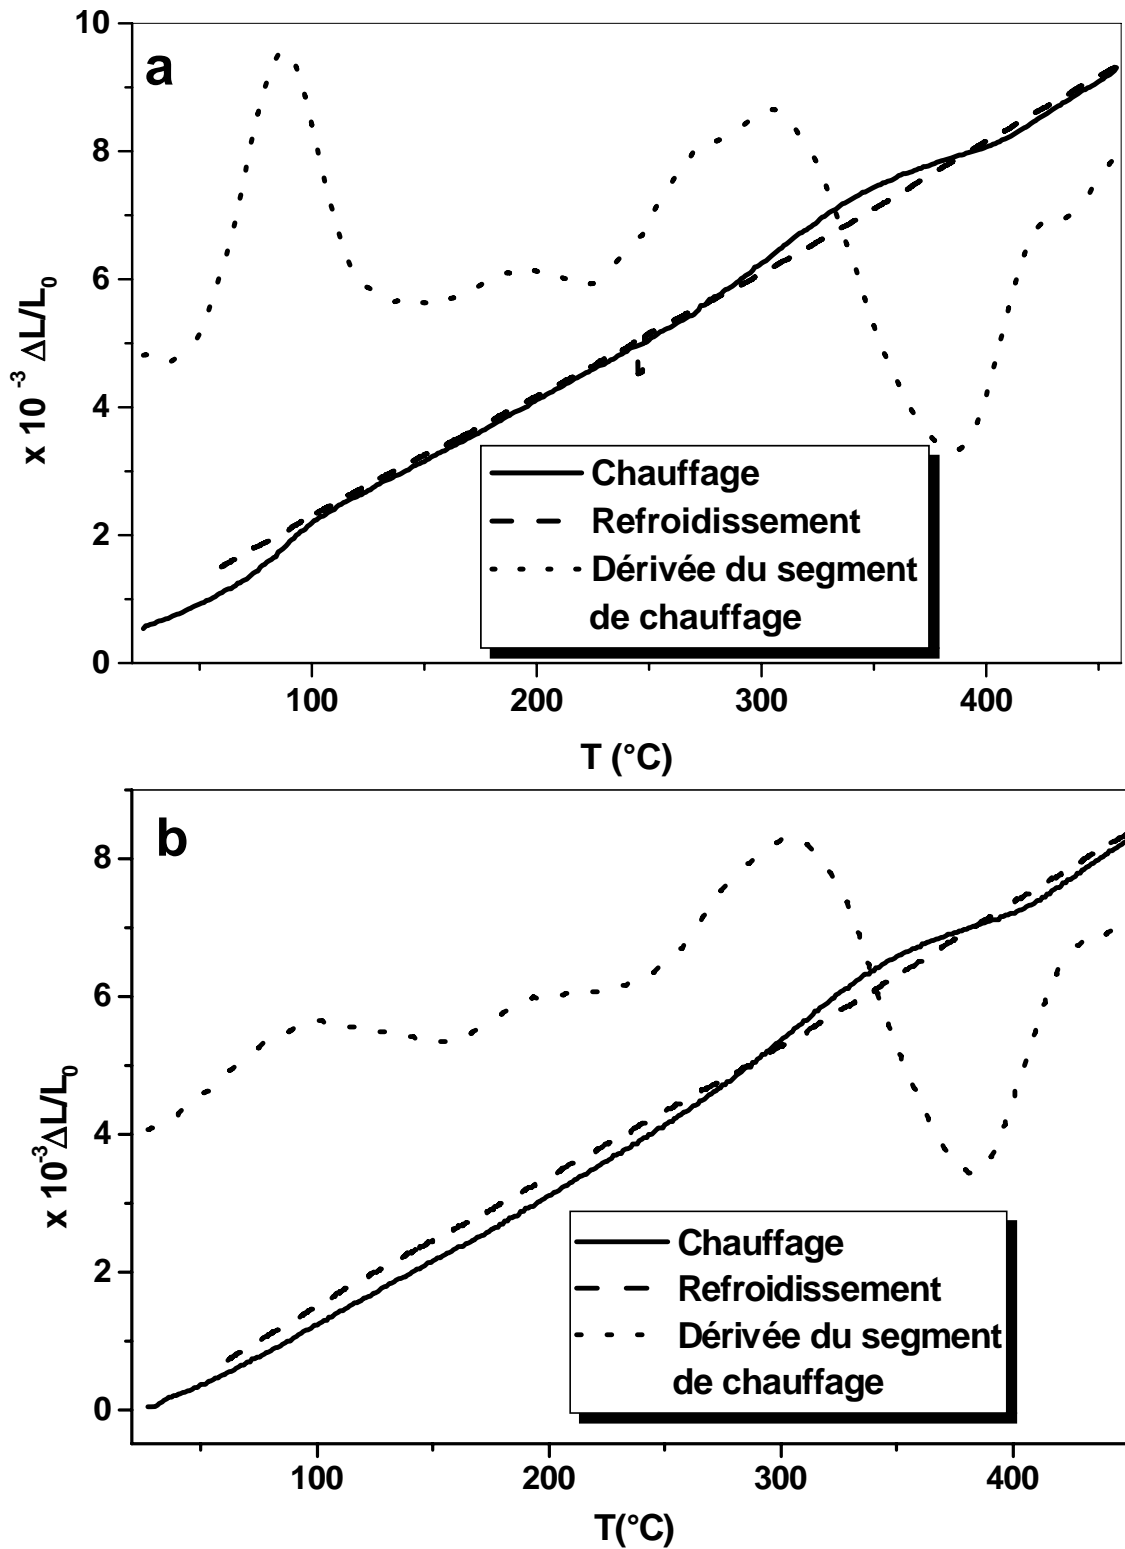 a
10
8
6
4
2
0
x 10 -3 ΔL/L0
Chauffage
Refroidissement
Dérivée du segment
de chauffage
100 200 300 400
T (°C)
b
8
6
4
2
0
x 10-3ΔL/L0
Chauffage
Refroidissement
Dérivée du segment
de chauffage
100 200 300 400
T(°C)